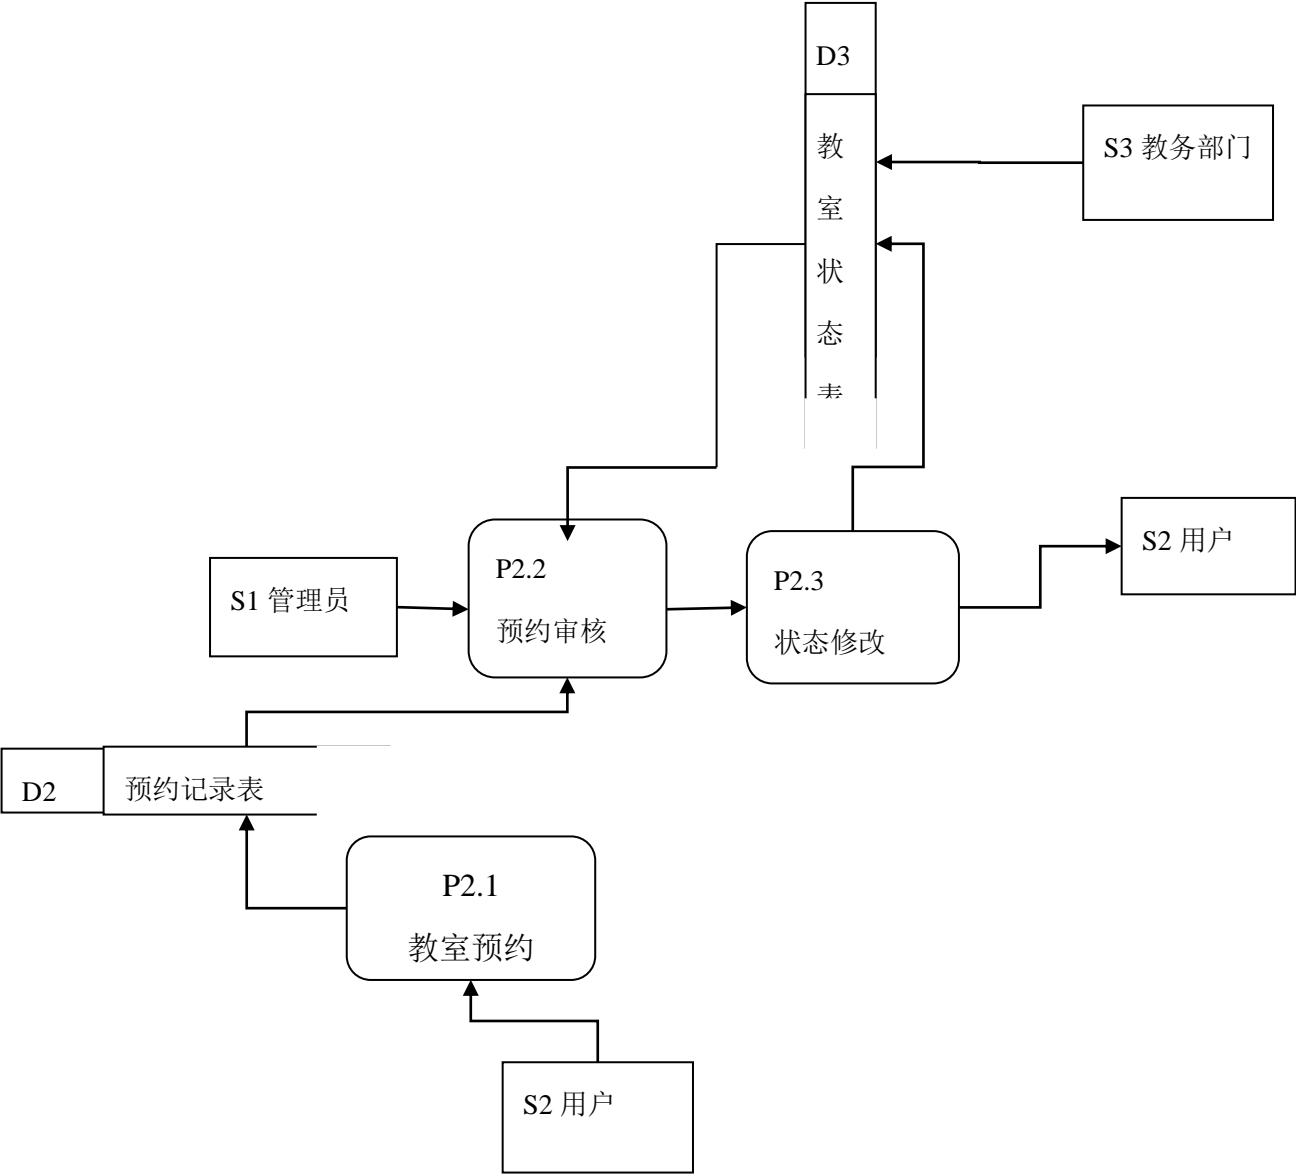 D3
教
室
状
态
表
S3 教务部门
S2 用户
P2.2
预约审核
P2.3
状态修改
S1 管理员
D2
预约记录表
P2.1
教室预约
S2 用户